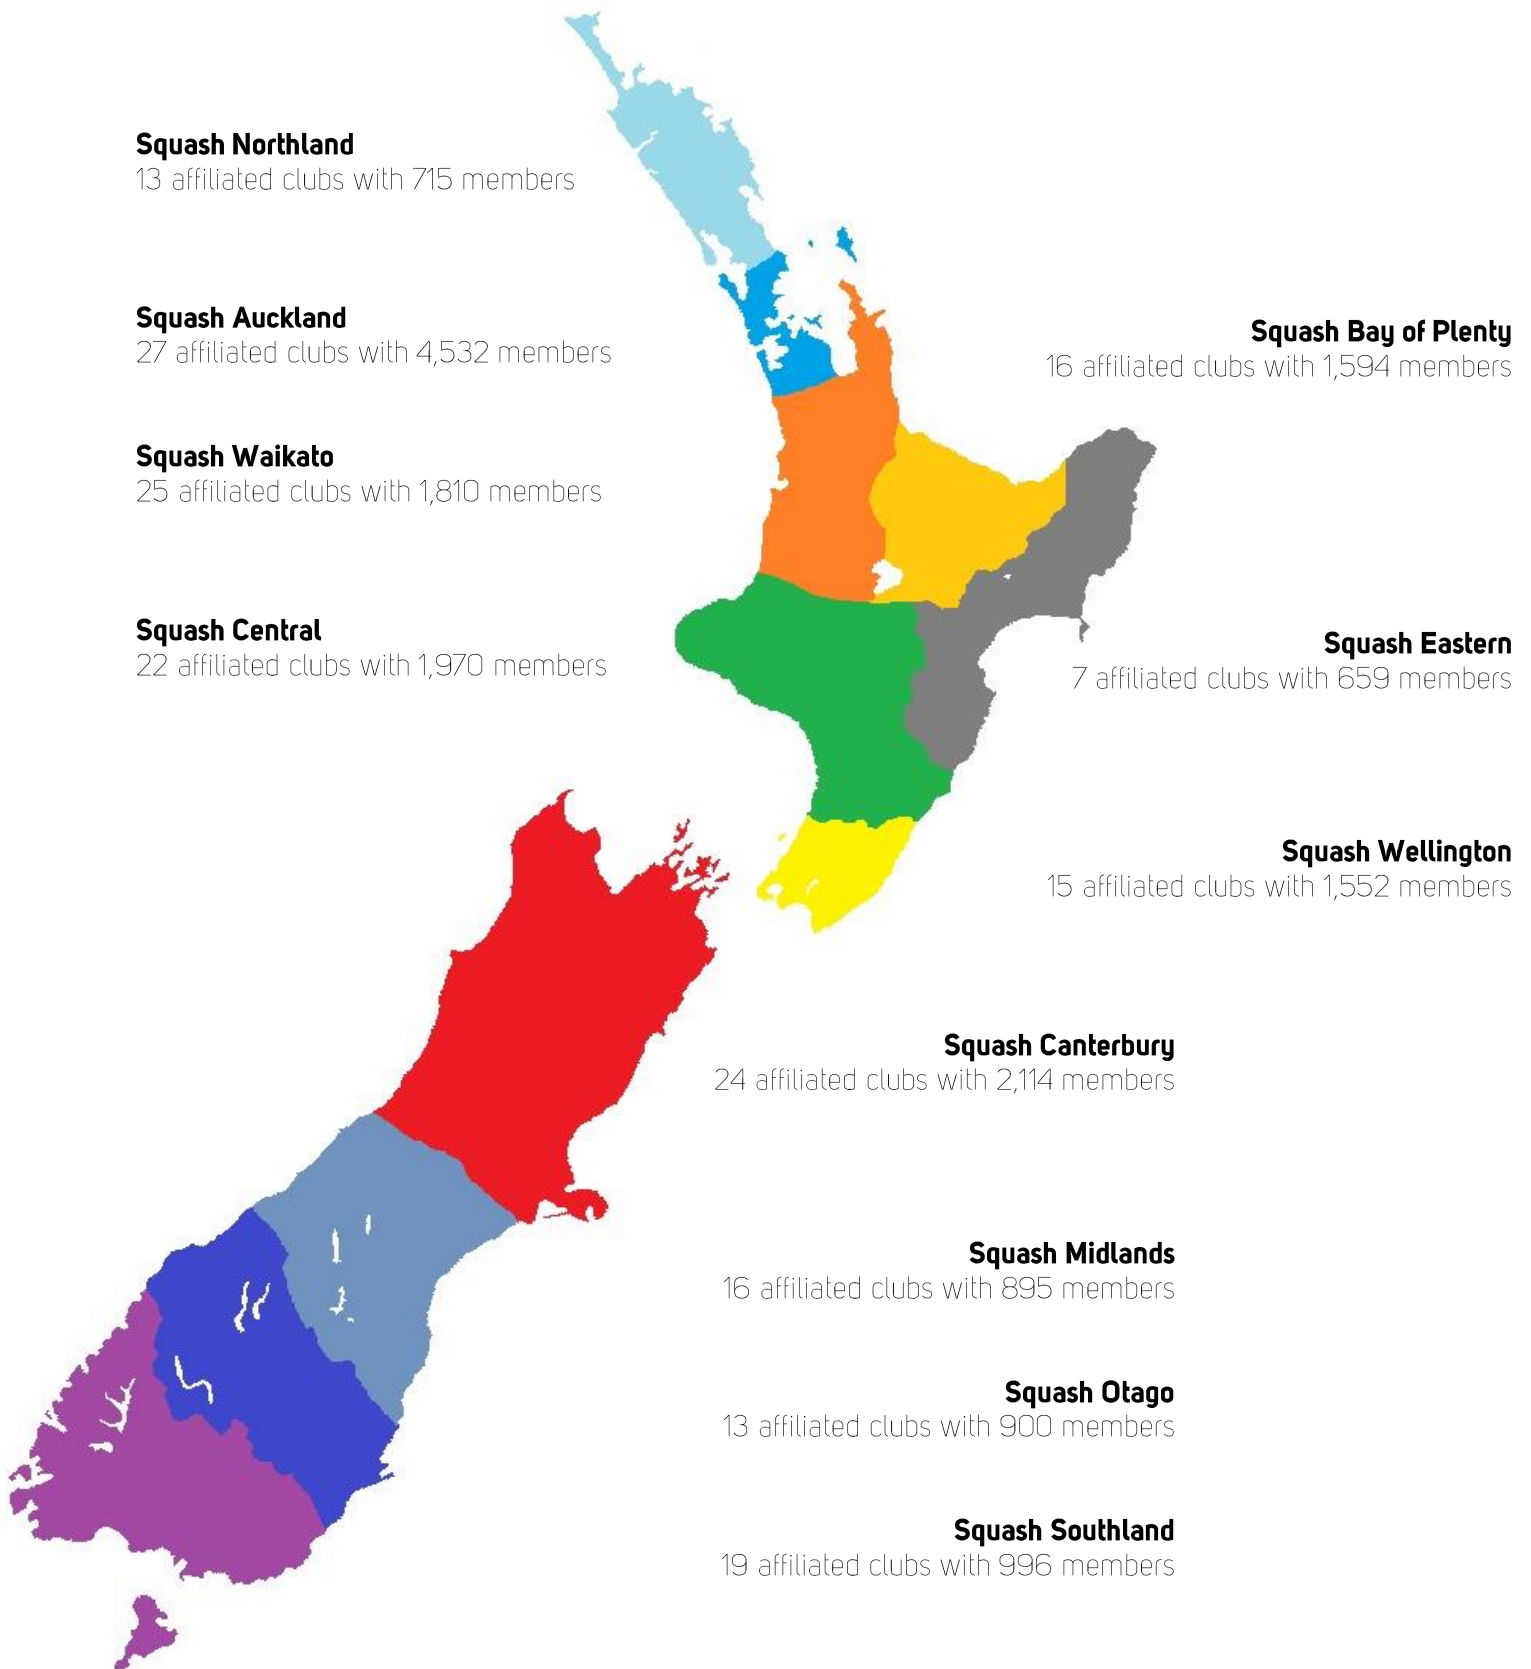 Squash Northland
13 affiliated clubs with 715 members
Squash Auckland
27 affiliated clubs with 4,532 members
Squash Bay of Plenty
16 affiliated clubs with 1,594 members
Squash Waikato
25 affiliated clubs with 1,810 members
Squash Central
22 affiliated clubs with 1,970 members
Squash Eastern
7 affiliated clubs with 659 members
Squash Wellington
15 affiliated clubs with 1,552 members
Squash Canterbury
24 affiliated clubs with 2,114 members
Squash Midlands
16 affiliated clubs with 895 members
Squash Otago
13 affiliated clubs with 900 members
Squash Southland
19 affiliated clubs with 996 members